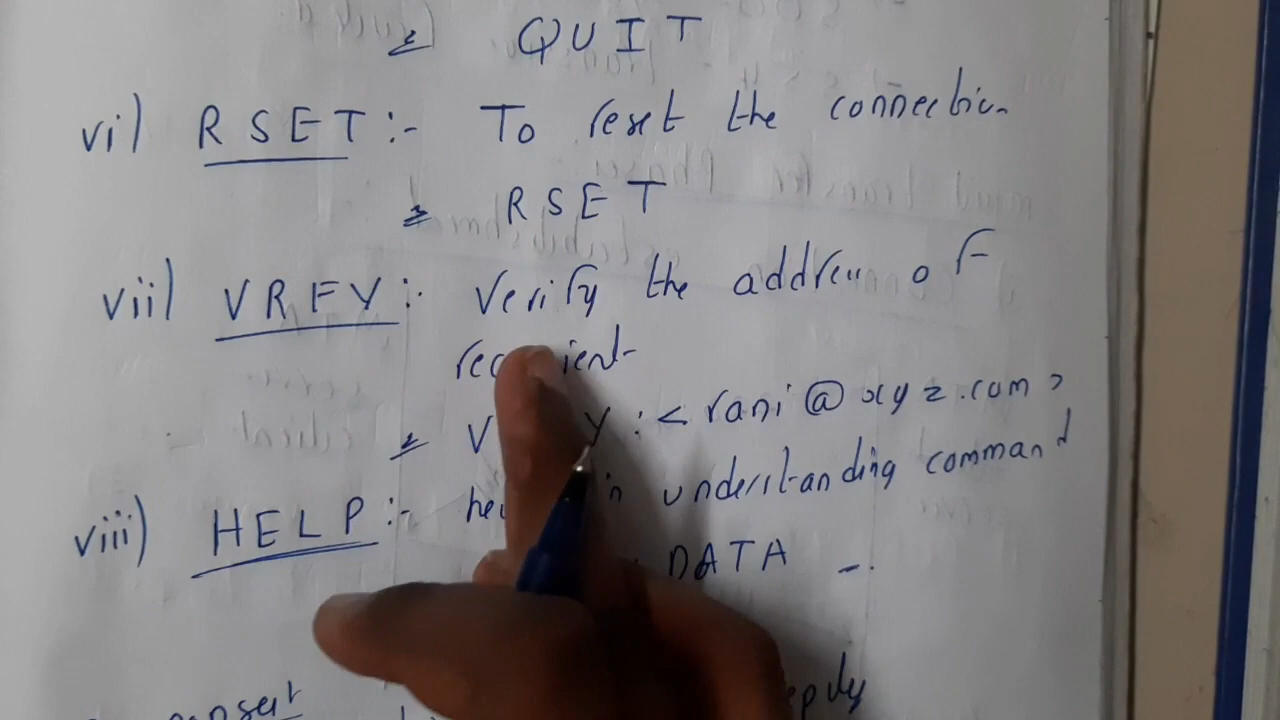 QUIT
vi) RSET :- To reset the connection
RSET
vii) VRFY :- Verify the address of
: < rani @ xyz.com >
viii) HELP :- in understanding command
DATA -.